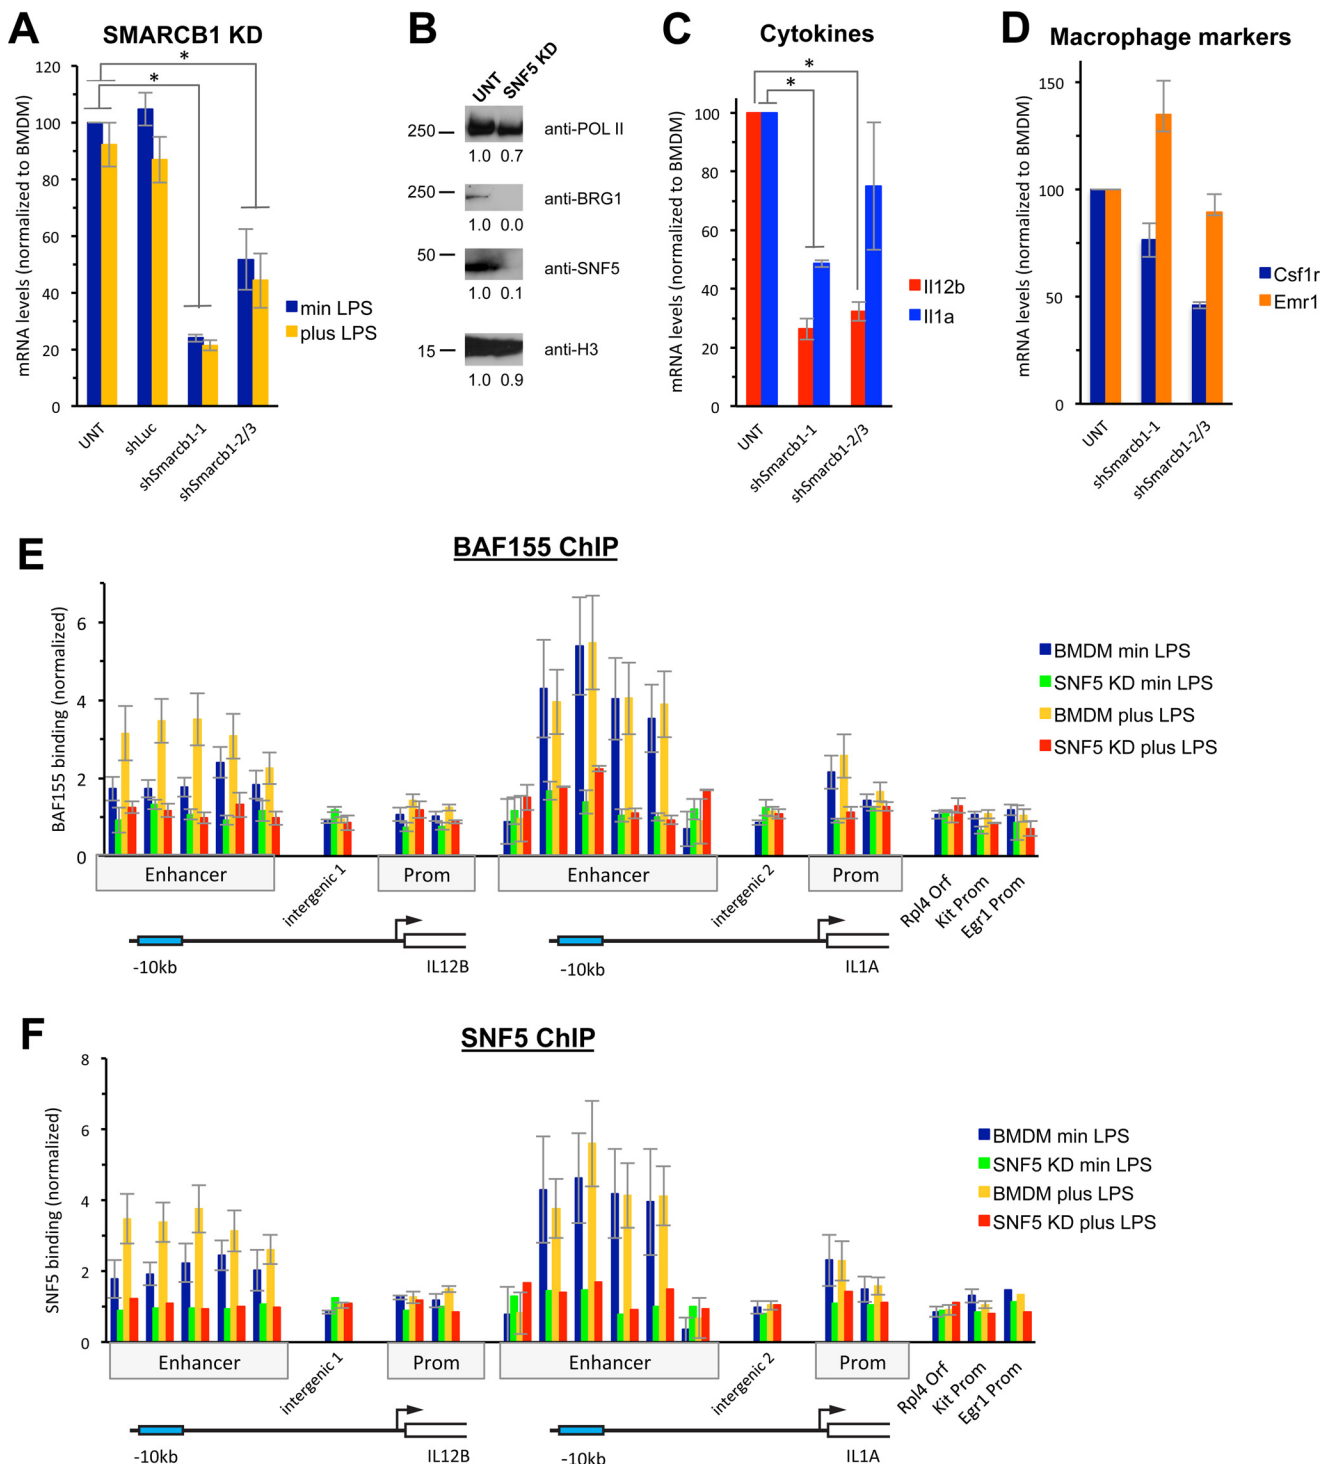 A
SMARCB1 KD
mRNA levels (normalized to BMDM)
120
100
80
60
40
20
0
*
*
min LPS
plus LPS
UNT
shLuc
shSmarcb1-1
shSmarcb1-2/3
B
UNT
SNF5 KD
250
anti-POL II
1.0 0.7
250
anti-BRG1
1.0 0.0
50
anti-SNF5
1.0 0.1
15
anti-H3
1.0 0.9
C
Cytokines
mRNA levels (normalized to BMDM)
100
80
60
40
20
0
*
*
Il12b
Il1a
UNT
shSmarcb1-1
shSmarcb1-2/3
D
Macrophage markers
mRNA levels (normalized to BMDM)
150
100
50
0
Csf1r
Emr1
UNT
shSmarcb1-1
shSmarcb1-2/3
E
BAF155 ChIP
BAF155 binding (normalized)
6
4
2
0
BMDM min LPS
SNF5 KD min LPS
BMDM plus LPS
SNF5 KD plus LPS
Enhancer
intergenic 1
Prom
Enhancer
intergenic 2
Prom
Rpl4 Orf
Kit Prom
Egr1 Prom
-10kb
IL12B
-10kb
IL1A
F
SNF5 ChIP
SNF5 binding (normalized)
8
6
4
2
0
BMDM min LPS
SNF5 KD min LPS
BMDM plus LPS
SNF5 KD plus LPS
Enhancer
intergenic 1
Prom
Enhancer
intergenic 2
Prom
Rpl4 Orf
Kit Prom
Egr1 Prom
-10kb
IL12B
-10kb
IL1A